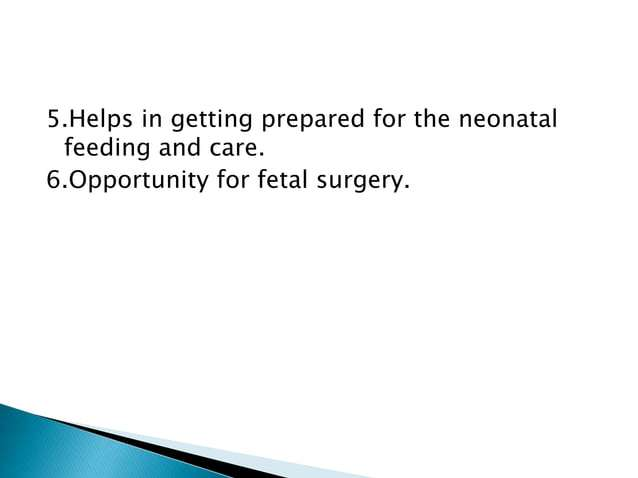 5.Helps in getting prepared for the neonatal
feeding and care.
6.Opportunity for fetal surgery.